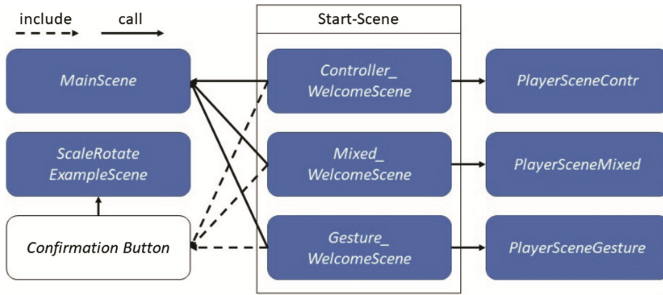 include
call
Start-Scene
MainScene
Controller_
WelcomeScene
PlayerSceneContr
ScaleRotate
ExampleScene
Mixed_
WelcomeScene
PlayerSceneMixed
Confirmation Button
Gesture_
WelcomeScene
PlayerSceneGesture